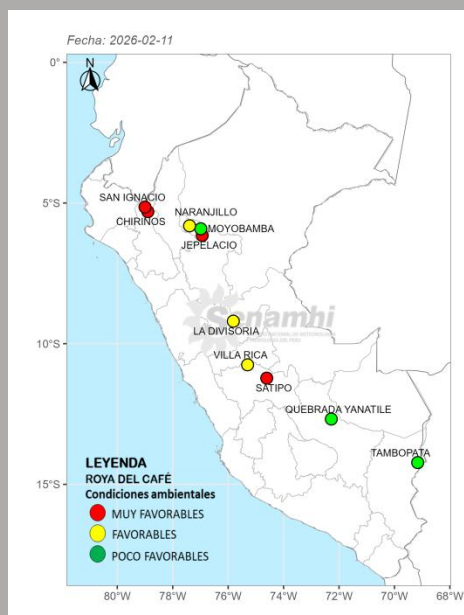 Fecha: 2026-02-11
N
0°
5°S
10°S
15°S
SAN IGNACIO
CHIRINOS
NARANJILLO
MOYOBAMBA
JEPELACIO
Senamhi
LA DIVISORIA
VILLA RICA
SATIPO
QUEBRADA YANATILE
TAMBOPATA
LEYENDA
ROYA DEL CAFÉ
Condiciones ambientales
MUY FAVORABLES
FAVORABLES
POCO FAVORABLES
80°W 78°W 76°W 74°W 72°W 70°W 68°W